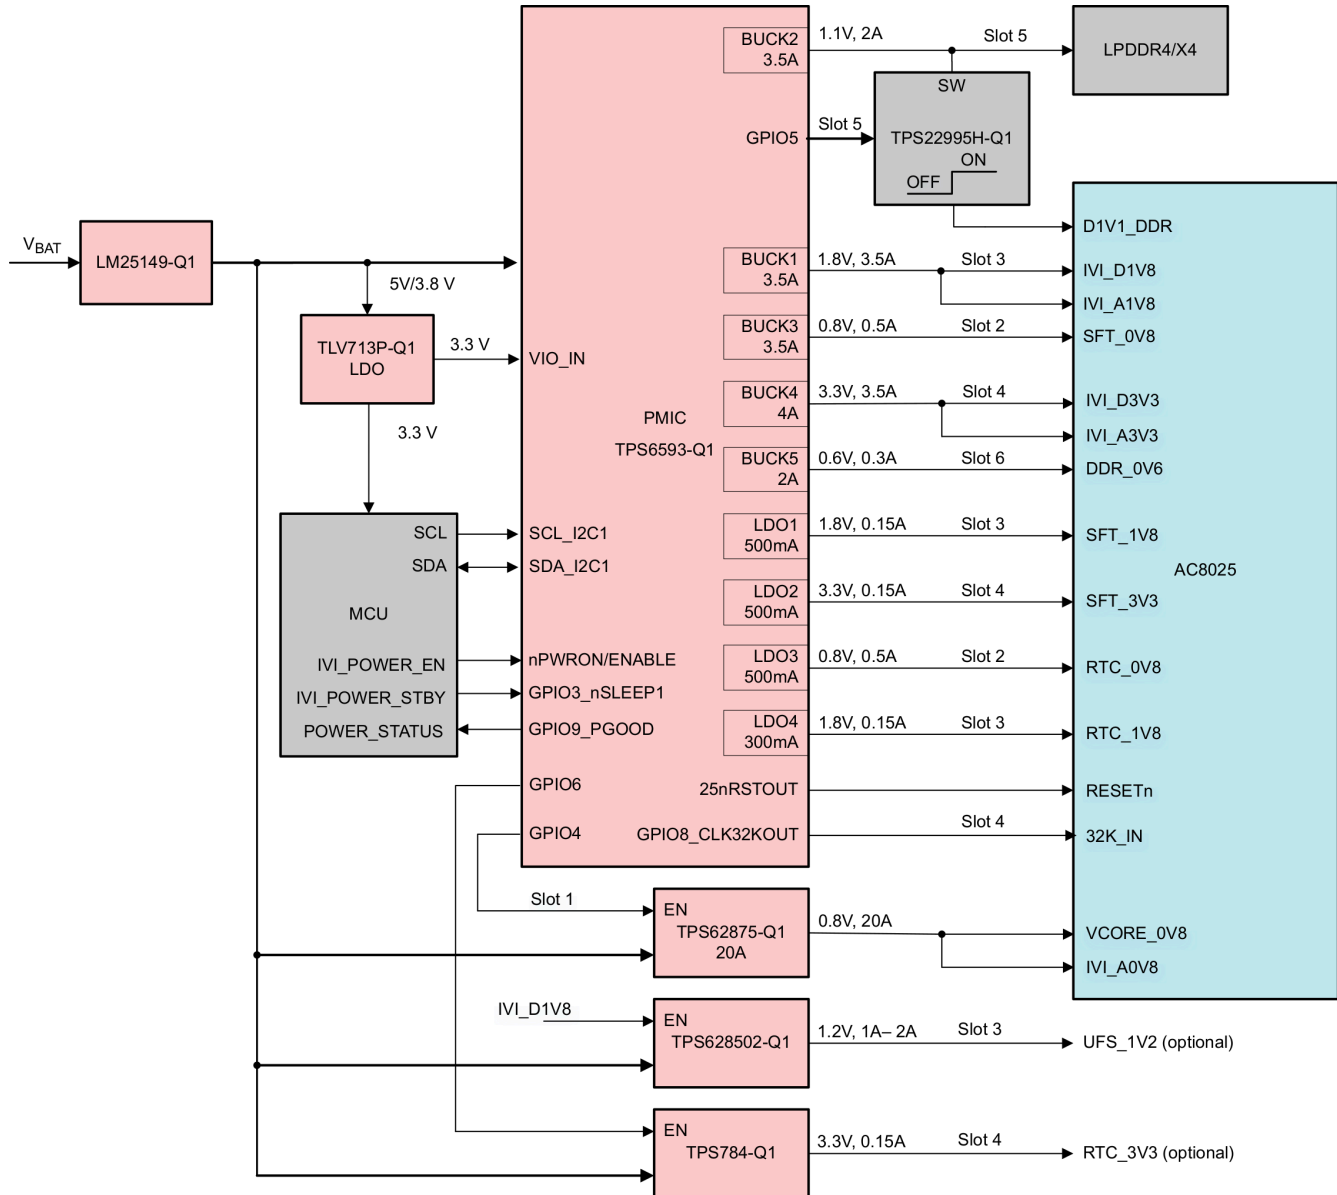 BUCK2
3.5A
1.1V, 2A
Slot 5
LPDDR4/X4
SW
GPIO5
Slot 5
TPS22995H-Q1
ON
OFF
D1V1_DDR
VBAT
LM25149-Q1
5V/3.8 V
BUCK1
3.5A
1.8V, 3.5A
Slot 3
IVI_D1V8
IVI_A1V8
TLV713P-Q1
LDO
3.3 V
VIO_IN
BUCK3
3.5A
0.8V, 0.5A
Slot 2
SFT_0V8
3.3 V
PMIC
TPS6593-Q1
BUCK4
4A
3.3V, 3.5A
Slot 4
IVI_D3V3
IVI_A3V3
BUCK5
2A
0.6V, 0.3A
Slot 6
DDR_0V6
SCL
SCL_I2C1
LDO1
500mA
1.8V, 0.15A
Slot 3
SFT_1V8
SDA
SDA_I2C1
AC8025
MCU
LDO2
500mA
3.3V, 0.15A
Slot 4
SFT_3V3
IVI_POWER_EN
nPWRON/ENABLE
LDO3
500mA
0.8V, 0.5A
Slot 2
RTC_0V8
IVI_POWER_STBY
GPIO3_nSLEEP1
POWER_STATUS
GPIO9_PGOOD
LDO4
300mA
1.8V, 0.15A
Slot 3
RTC_1V8
GPIO6
25nRSTOUT
RESETn
GPIO4
GPIO8_CLK32KOUT
Slot 4
32K_IN
Slot 1
EN
TPS62875-Q1
20A
0.8V, 20A
VCORE_0V8
IVI_A0V8
IVI_D1V8
EN
TPS628502-Q1
1.2V, 1A– 2A
Slot 3
UFS_1V2 (optional)
EN
TPS784-Q1
3.3V, 0.15A
Slot 4
RTC_3V3 (optional)